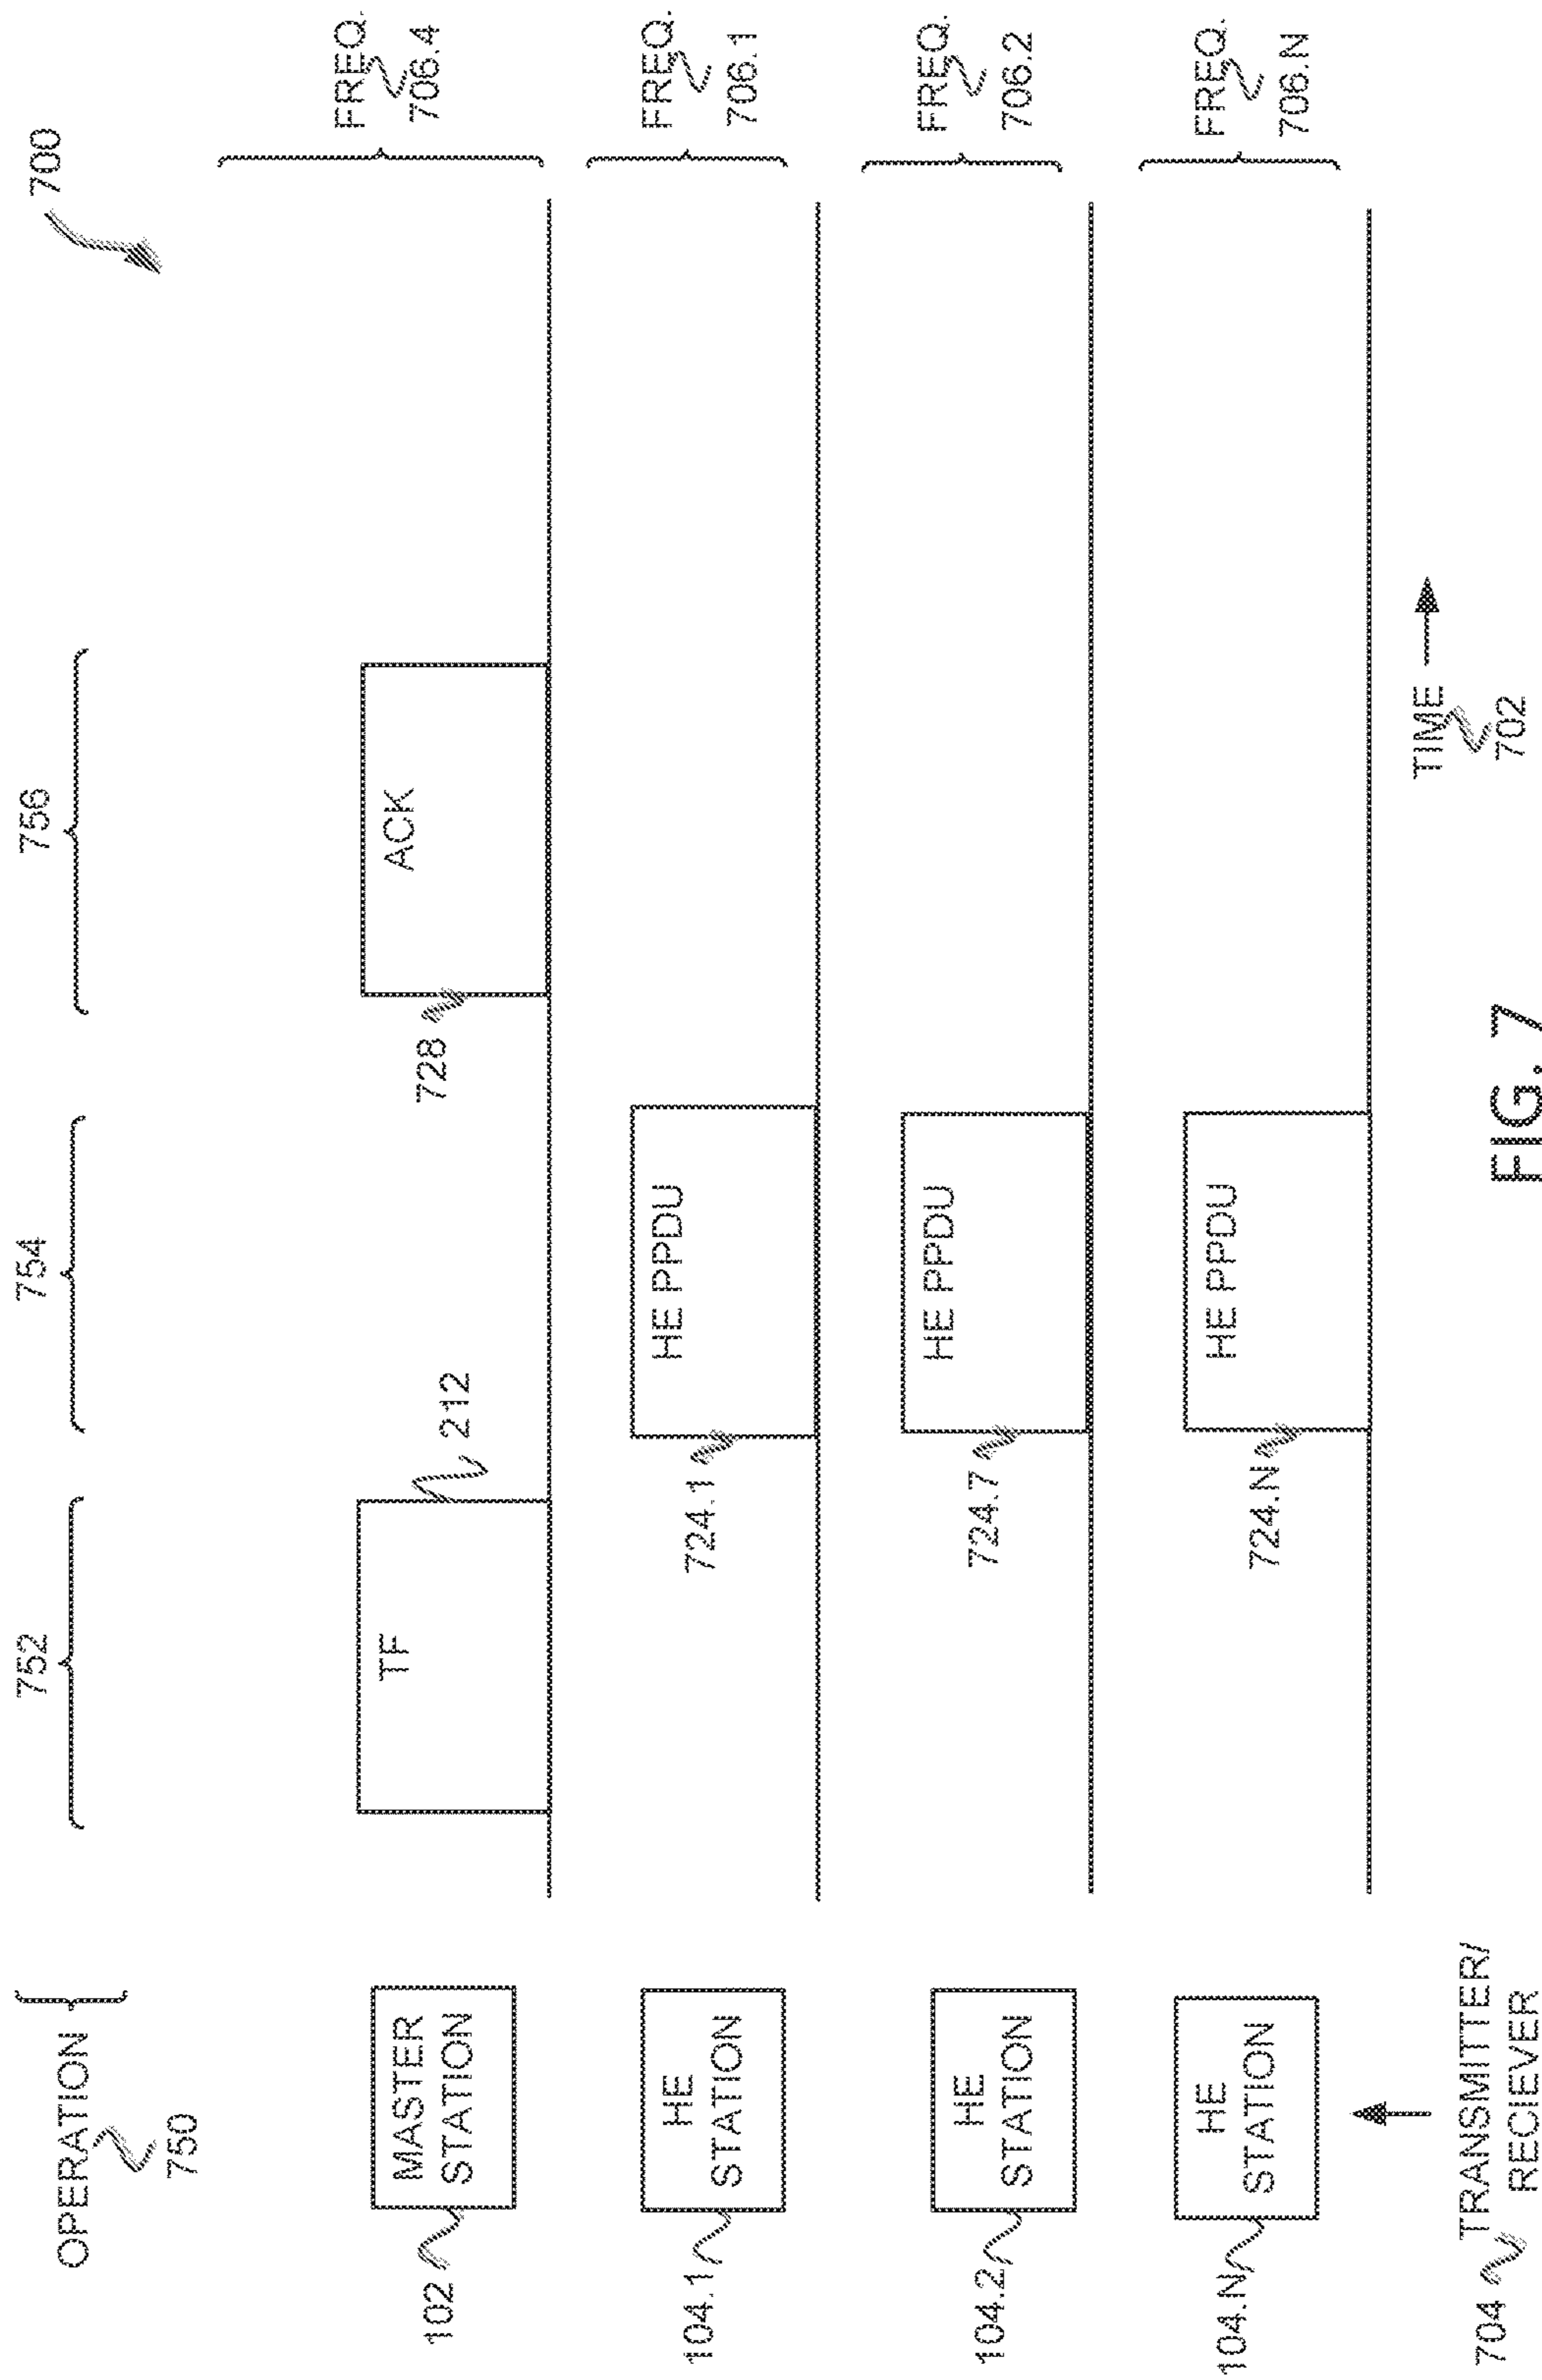 700
OPERATION
750
752
754
756
MASTER
STATION
102
TF
212
728
ACK
FREQ.
706.4
HE
STATION
104.1
724.1
HE PPDU
FREQ.
706.1
HE
STATION
104.2
724.7
HE PPDU
FREQ.
706.2
HE
STATION
104.N
724.N
HE PPDU
FREQ.
706.N
704
TRANSMITTER/
RECIEVER
TIME
702
FIG. 7